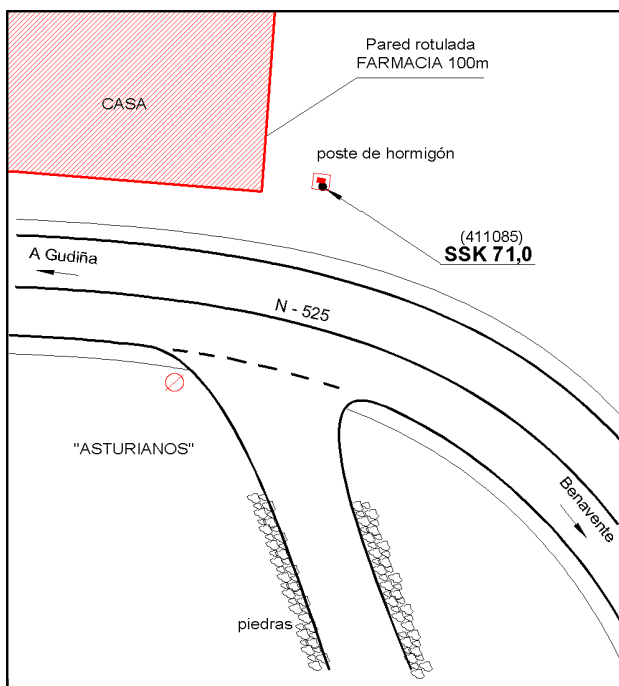 Pared rotulada
FARMACIA 100m
CASA
poste de hormigón
(411085)
SSK 71,0
A Gudiña
N - 525
"ASTURIANOS"
Benavente
piedras